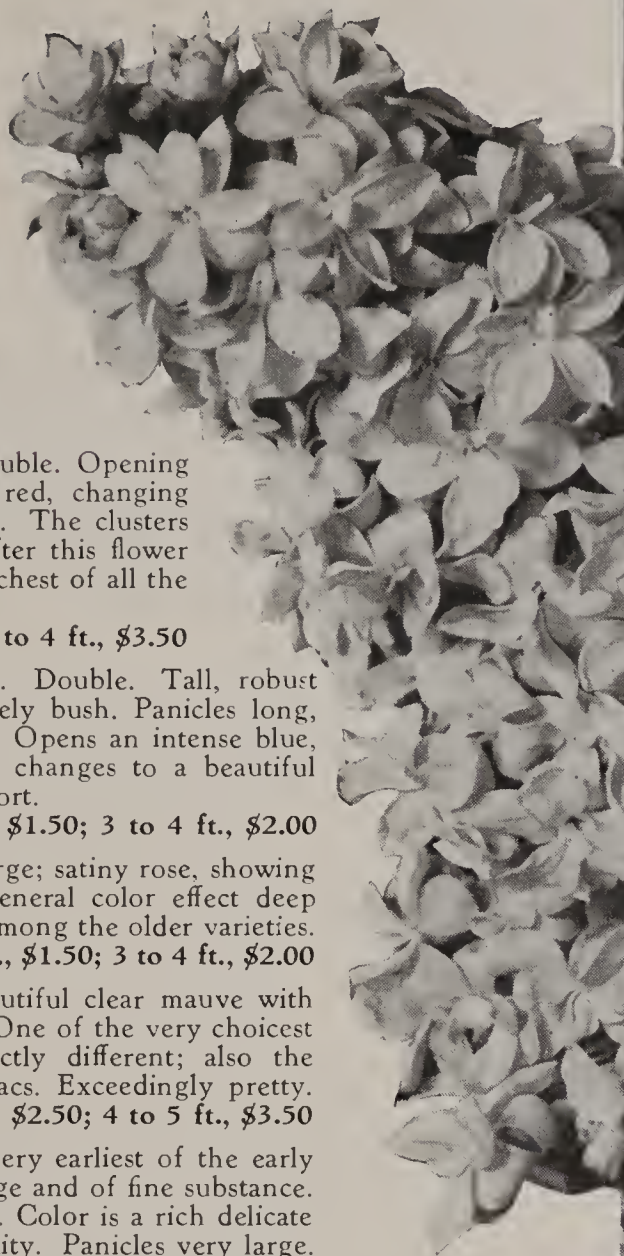 uble. Opening
red, changing
. The clusters
fter this flower
chest of all the
to 4 ft., $3.50
. Double. Tall, robust
ely bush. Panicles long,
Opens an intense blue,
changes to a beautiful
ort.
$1.50; 3 to 4 ft., $2.00
rge; satiny rose, showing
eneral color effect deep
mong the older varieties.
., $1.50; 3 to 4 ft., $2.00
utiful clear mauve with
One of the very choicest
ctly different; also the
acs. Exceedingly pretty.
$2.50; 4 to 5 ft., $3.50
ery earliest of the early
ge and of fine substance.
. Color is a rich delicate
ity. Panicles very large.